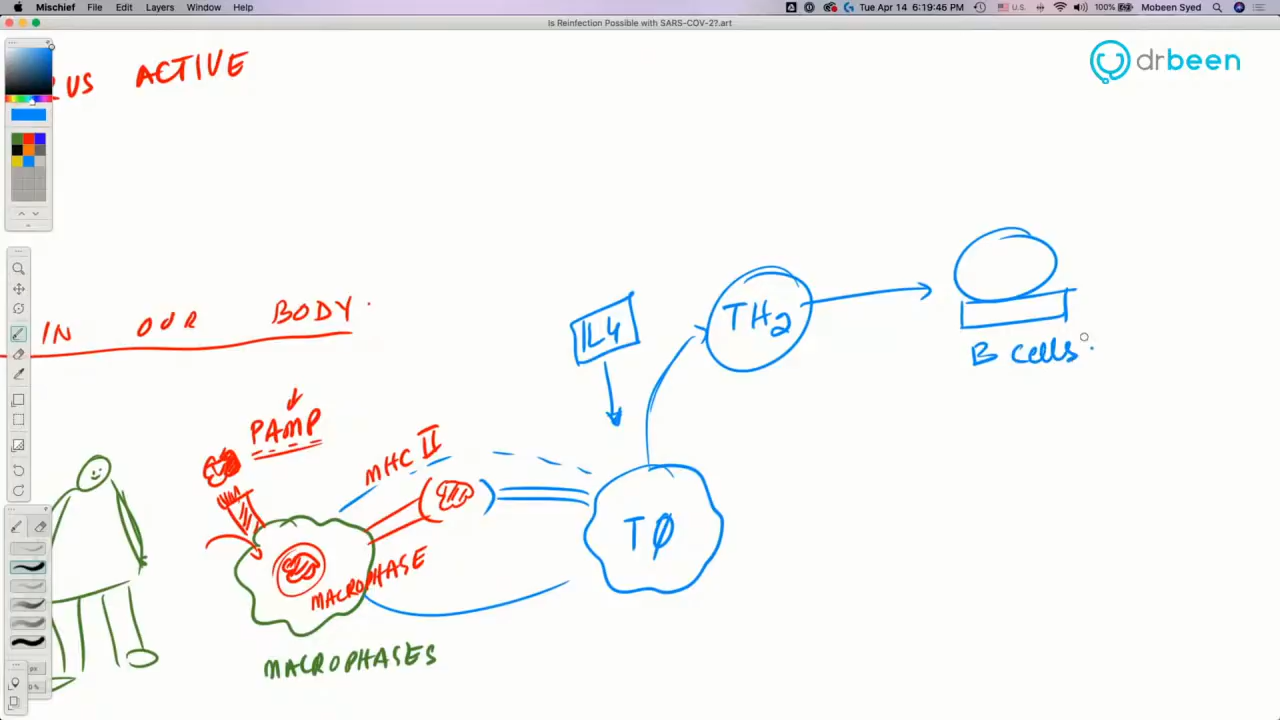 Mischief File Edit Layers Window Help U.S. 100% Tue Apr 14 6:19:46 PM Mobeen Syed
Is Reinfection Possible with SARS-COV-2?.art
drbeen
US ACTIVE
IN OUR BODY.
IL4
TH2
B cells.
PAMP
MHC II
TØ
MACROPHASE
MACROPHASES